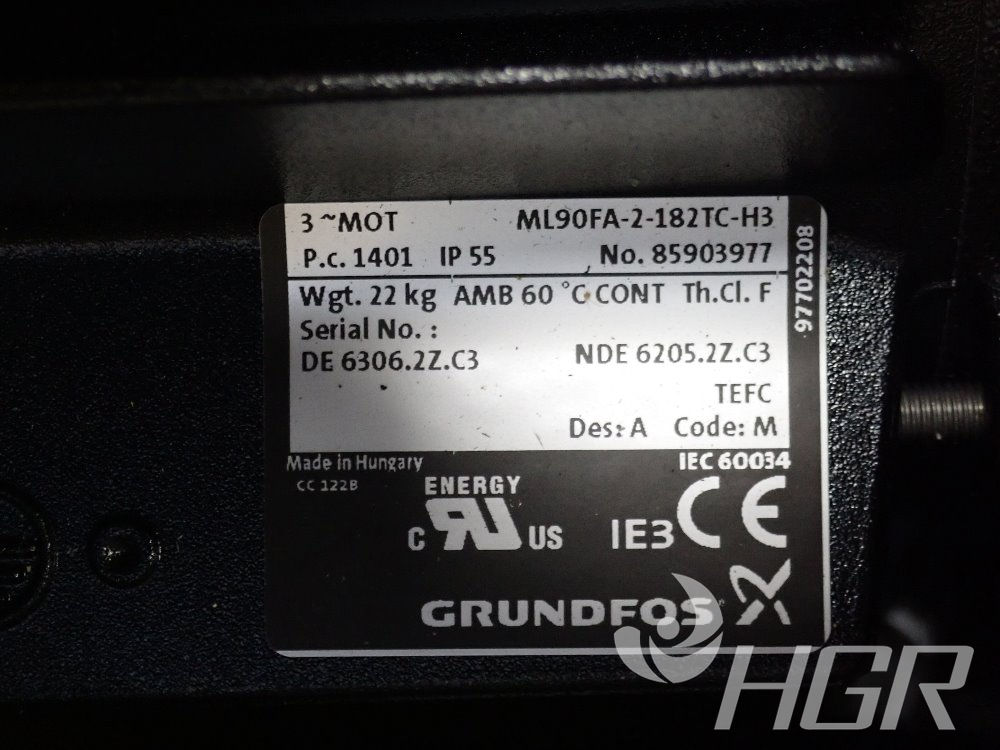 3 ~MOT ML90FA-2-182TC-H3
P.c. 1401 IP 55 No. 85903977
Wgt. 22 kg AMB 60 °C CONT Th.Cl. F
Serial No. :
DE 6306.2Z.C3 NDE 6205.2Z.C3
TEFC
Des: A Code: M
97702208
Made in Hungary IEC 60034
CC 122B
ENERGY
C RU US IE3 CE
GRUNDFOS
HGR